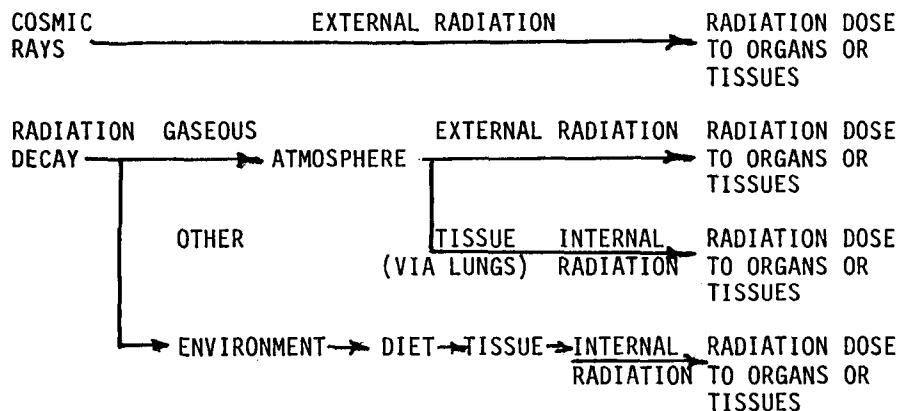 COSMIC EXTERNAL RADIATION RADIATION DOSE
RAYS TO ORGANS OR
TISSUES
RADIATION GASEOUS EXTERNAL RADIATION RADIATION DOSE
DECAY ATMOSPHERE TO ORGANS OR
TISSUES
OTHER TISSUE INTERNAL RADIATION DOSE
(VIA LUNGS) RADIATION TO ORGANS OR
TISSUES
ENVIRONMENT DIET TISSUE INTERNAL RADIATION DOSE
RADIATION TO ORGANS OR
TISSUES